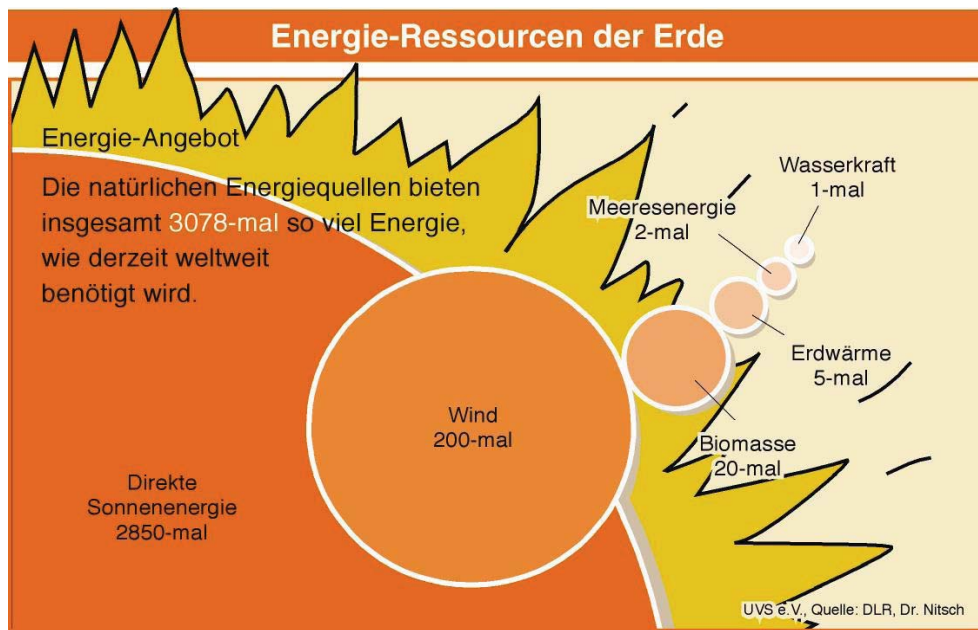 Energie-Ressourcen der Erde
Energie-Angebot
Die natürlichen Energiequellen bieten
insgesamt 3078-mal so viel Energie,
wie derzeit weltweit
benötigt wird.
Wasserkraft
1-mal
Meeresenergie
2-mal
Erdwärme
5-mal
Biomasse
20-mal
Wind
200-mal
Direkte
Sonnenenergie
2850-mal
UVS e.V., Quelle: DLR, Dr. Nitsch